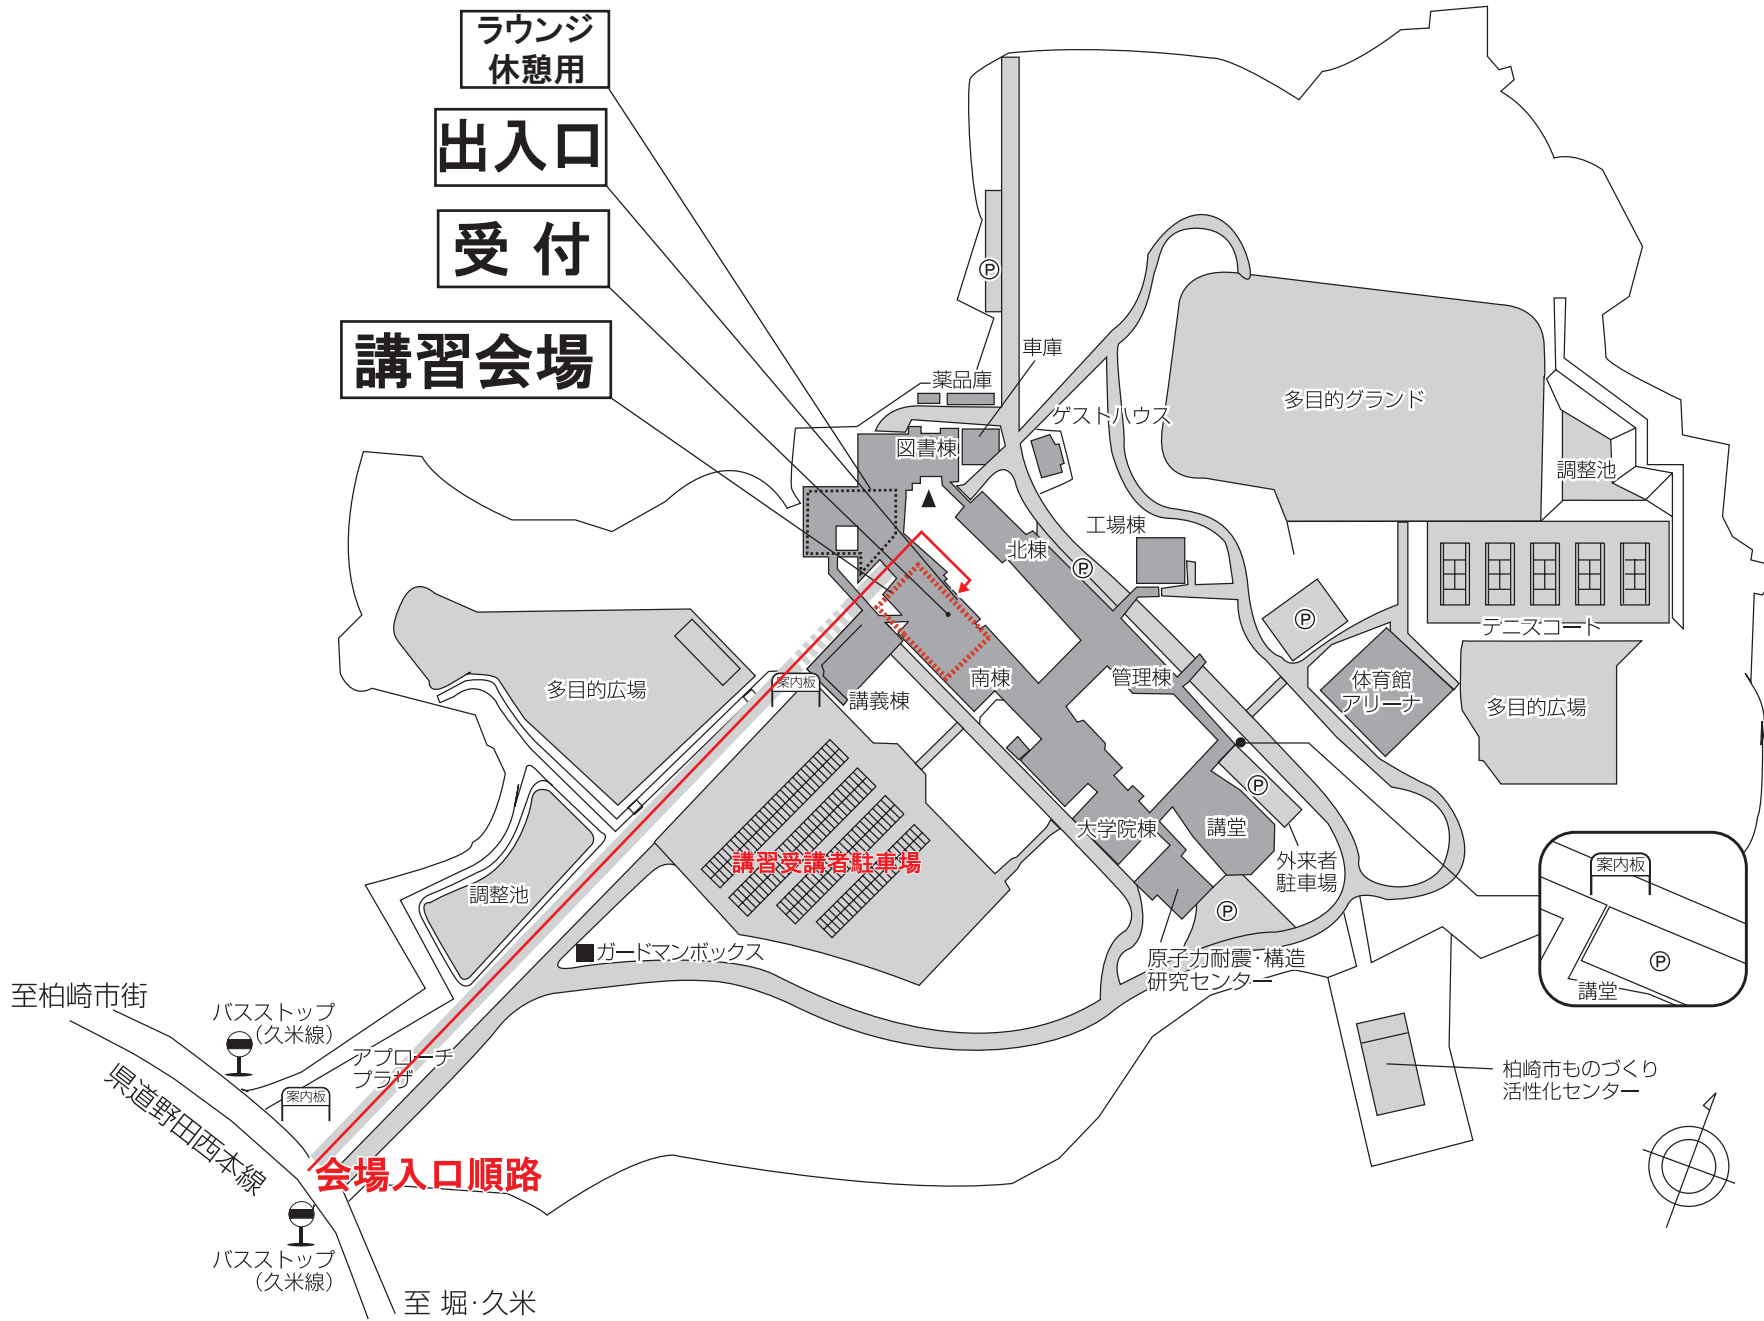 ラウンジ
休憩用
出入口
受 付
講習会場
車庫
薬品庫
ゲストハウス
図書棟
多目的グランド
調整池
工場棟
北棟
P
P
P
テニスコート
体育館
アリーナ
多目的広場
管理棟
南棟
講義棟
案内板
多目的広場
P
講堂
大学院棟
外来者
駐車場
講習受講者駐車場
案内板
P
講堂
調整池
P
ガードマンボックス
原子力耐震・構造
研究センター
至柏崎市街
バスストップ
(久米線)
アプローチ
プラザ
案内板
県道野田西本線
柏崎市ものづくり
活性化センター
会場入口順路
バスストップ
(久米線)
至 堀・久米